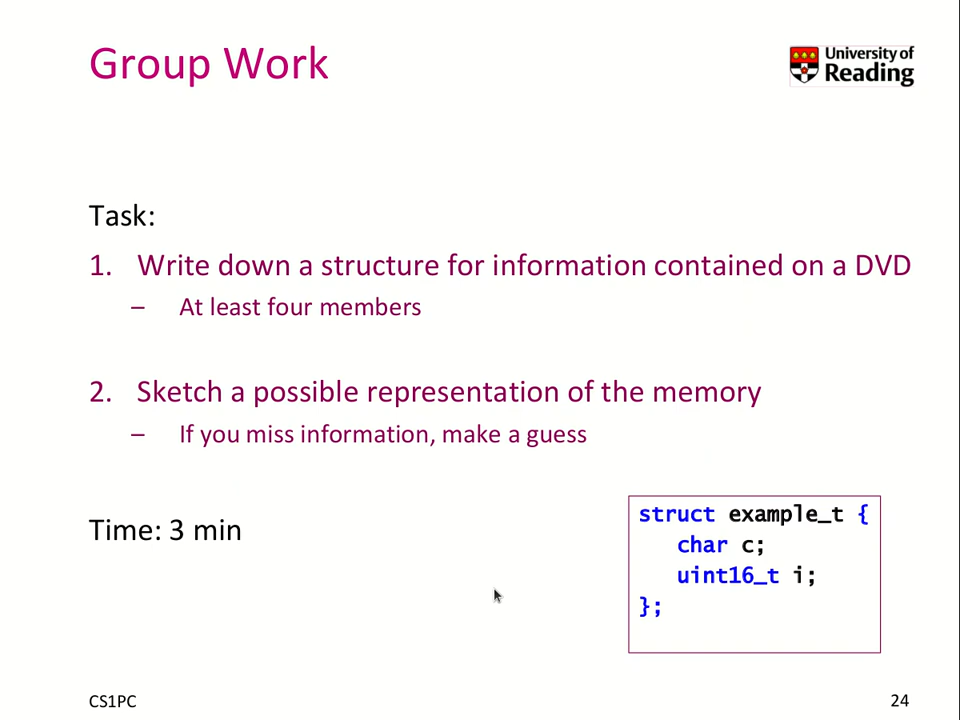 Group Work
University of
Reading
Task:
1. Write down a structure for information contained on a DVD
– At least four members
2. Sketch a possible representation of the memory
– If you miss information, make a guess
Time: 3 min
struct example_t {
char c;
uint16_t i;
};
CS1PC
24